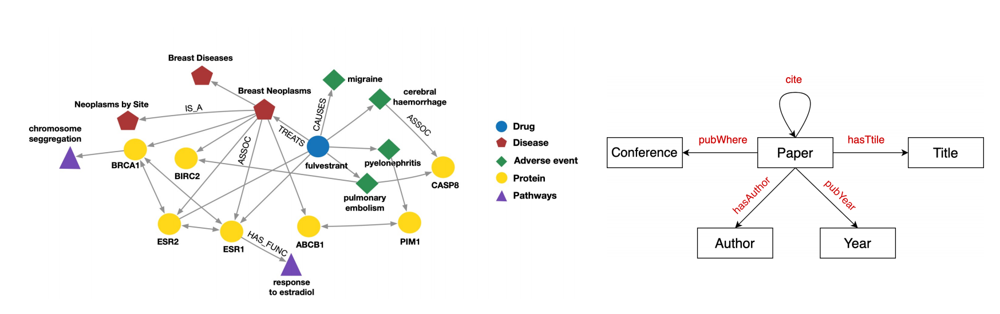 Breast Diseases
migraine
Breast Neoplasms
cerebral
haemorrhage
Neoplasms by Site
IS_A
CAUSES
ASSOC
chromosome
seggregation
TREATS
ASSOC
BRCA1
BIRC2
fulvestrant
pyelonephritis
CASP8
pulmonary
embolism
ESR2
ESR1
HAS_FUNC
ABCB1
PIM1
response
to estradiol
Drug
Disease
Adverse event
Protein
Pathways
cite
pubWhere
hasTtile
Conference
Paper
Title
hasAuthor
pubYear
Author
Year